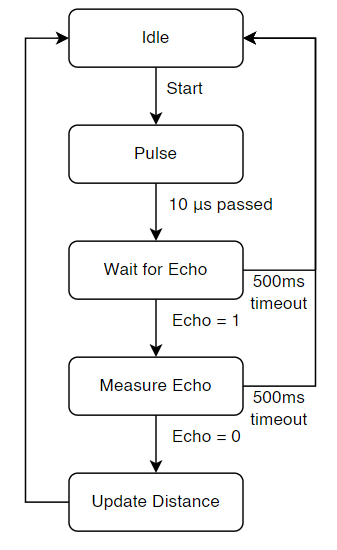 Idle
Start
Pulse
10 μs passed
Wait for Echo
500ms
timeout
Echo = 1
Measure Echo
500ms
timeout
Echo = 0
Update Distance